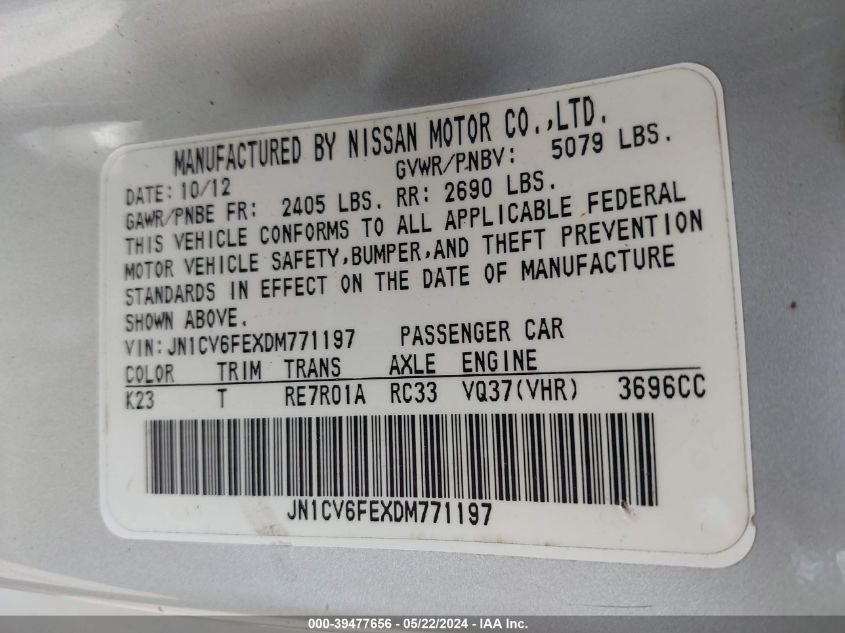 MANUFACTURED BY NISSAN MOTOR CO.,LTD.
DATE: 10/12 GVWR/PNBV: 5079 LBS.
GAWR/PNBE FR: 2405 LBS. RR: 2690 LBS.
THIS VEHICLE CONFORMS TO ALL APPLICABLE FEDERAL
MOTOR VEHICLE SAFETY,BUMPER,AND THEFT PREVENTION
STANDARDS IN EFFECT ON THE DATE OF MANUFACTURE
SHOWN ABOVE.
VIN: JN1CV6FEXDM771197 PASSENGER CAR
COLOR TRIM TRANS AXLE ENGINE
K23 T RE7R01A RC33 VQ37(VHR) 3696CC
JN1CV6FEXDM771197
000-39477656 - 05/22/2024 - IAA Inc.